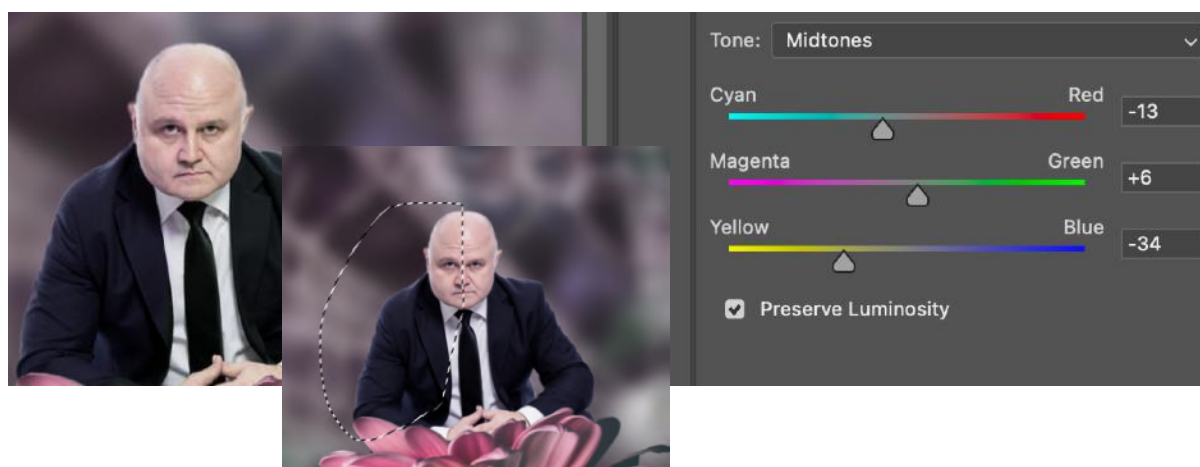 Tone: Midtones
Cyan Red
-13
Magenta Green
+6
Yellow Blue
-34
Preserve Luminosity